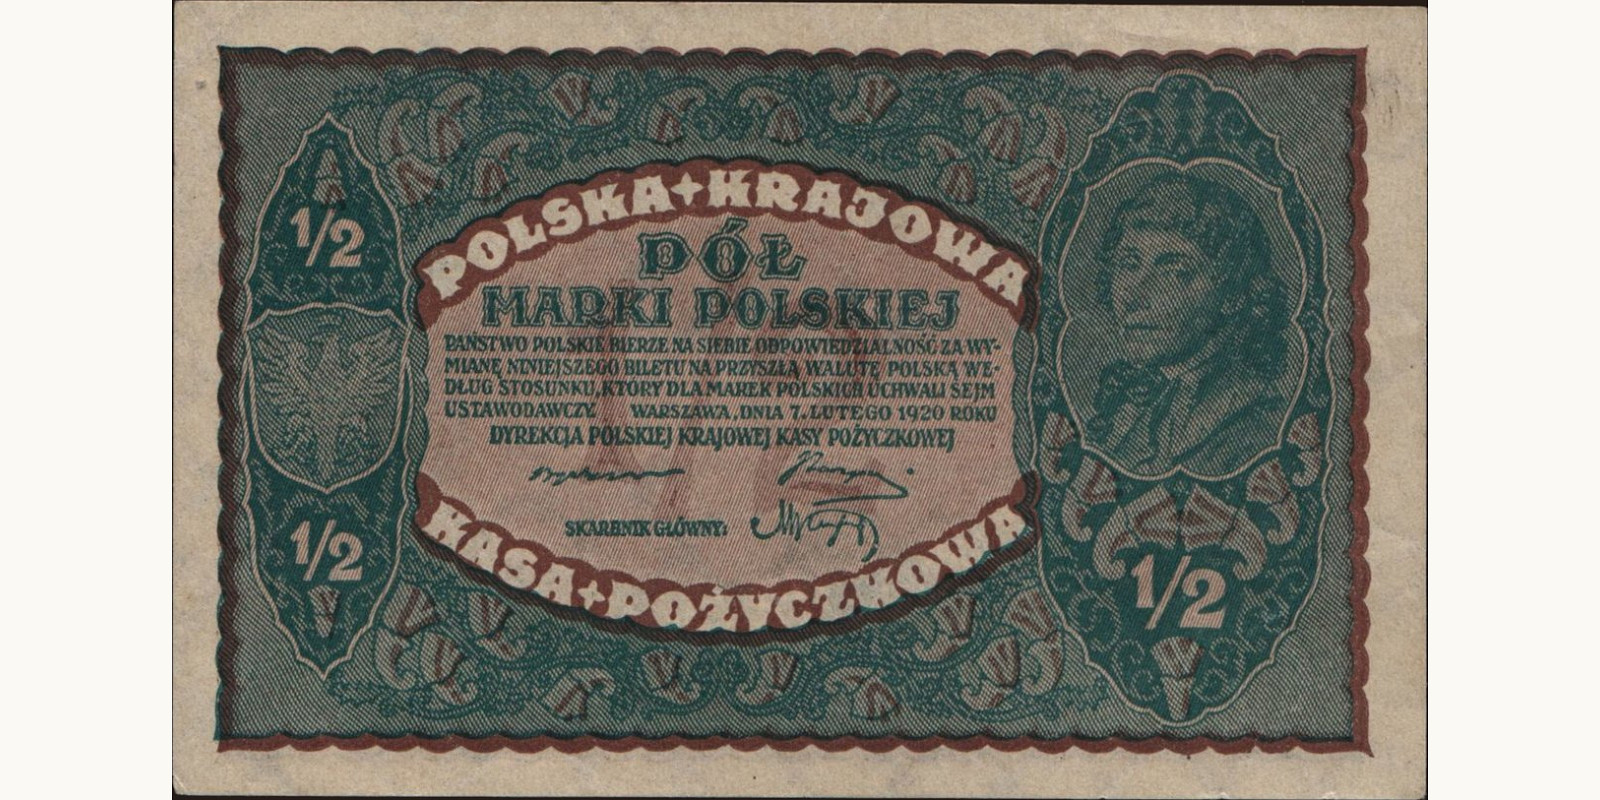 POLSKA + KRAJOWA
1/2
PÓŁ
MARKI POLSKIEJ
PAŃSTWO POLSKIE BIERZE NA SIEBIE ODPOWIEDZIALNOŚĆ ZA WY-
MIANĘ NINIEJSZEGO BILETU NA PRZYSZŁĄ WALUTĘ POLSKĄ WE-
DŁUG STOSUNKU, KTÓRY DLA MAREK POLSKICH UCHWALI SEJM
USTAWODAWCZY. WARSZAWA, DNIA 7. LUTEGO 1920 ROKU
DYREKCJA POLSKIEJ KRAJOWEJ KASY POŻYCZKOWEJ
SKARBNIK GŁÓWNY:
1/2
1/2
KASA + POŻYCZKOWA